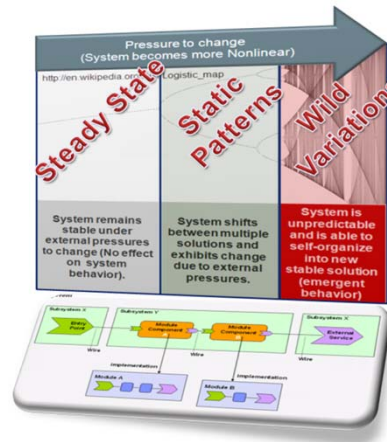 Pressure to change
(System becomes more Nonlinear)
http://en.wikipedia.org
Logistic_map
Steady State
Static
Patterns
Wild
Variation
System remains
stable under
external pressures
to change (No effect
on system
behavior).
System shifts
between multiple
solutions and
exhibits change
due to external
pressures.
System is
unpredictable
and is able to
self-organize
into new
stable solution
(emergent
behavior)
Subsystem X
Subsystem Y
Subsystem X
Entry
Point
Module
Component
Module
Component
External
Service
Wire
Wire
Wire
Implementation
Implementation
Module A
Module B